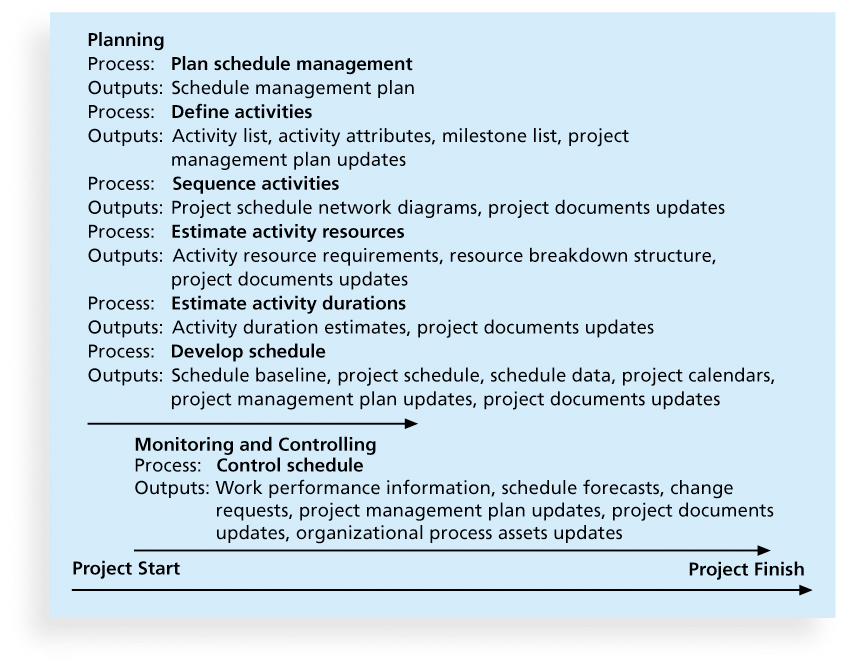 Planning
Process: Plan schedule management
Outputs: Schedule management plan
Process: Define activities
Outputs: Activity list, activity attributes, milestone list, project
management plan updates
Process: Sequence activities
Outputs: Project schedule network diagrams, project documents updates
Process: Estimate activity resources
Outputs: Activity resource requirements, resource breakdown structure,
project documents updates
Process: Estimate activity durations
Outputs: Activity duration estimates, project documents updates
Process: Develop schedule
Outputs: Schedule baseline, project schedule, schedule data, project calendars,
project management plan updates, project documents updates
Monitoring and Controlling
Process: Control schedule
Outputs: Work performance information, schedule forecasts, change
requests, project management plan updates, project documents
updates, organizational process assets updates
Project Start Project Finish